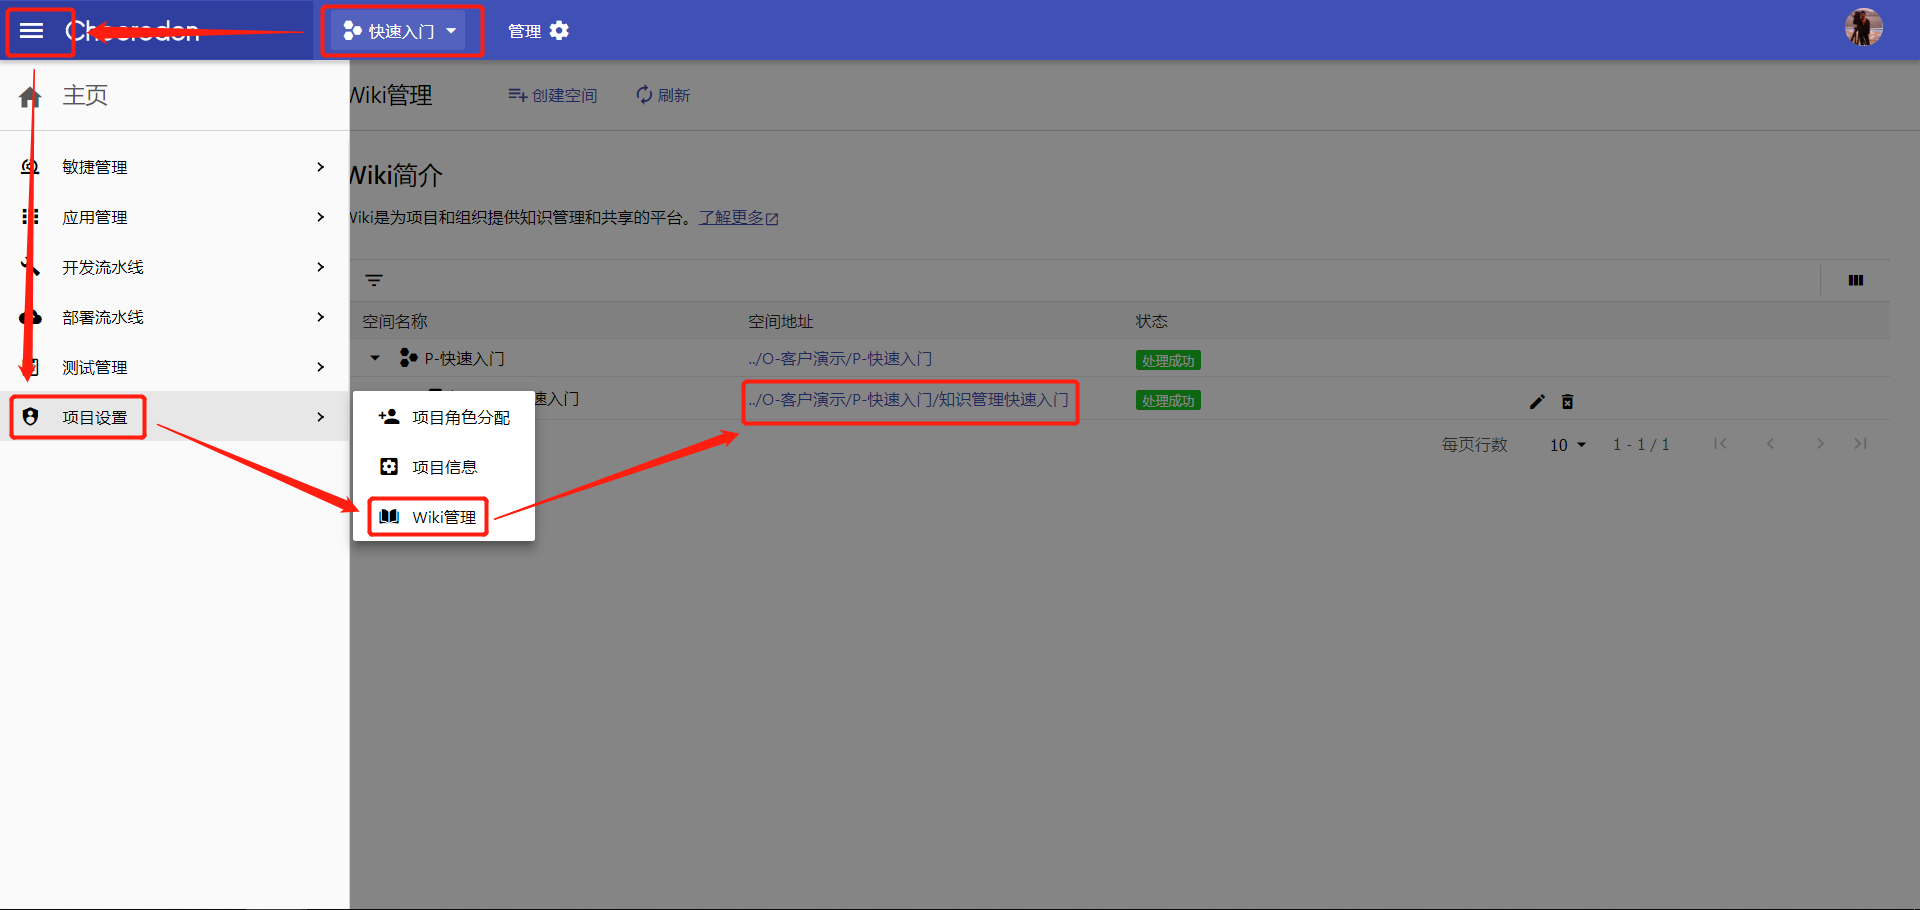 Choerodon
快速入门
管理
主页
敏捷管理
应用管理
开发流水线
部署流水线
测试管理
项目设置
项目角色分配
项目信息
Wiki管理
Wiki管理
创建空间
刷新
Wiki简介
Wiki是为项目和组织提供知识管理和共享的平台。了解更多
空间名称 空间地址 状态
P-快速入门 ../O-客户演示/P-快速入门 处理成功
速入门 ../O-客户演示/P-快速入门/知识管理快速入门 处理成功
每页行数 10 1 - 1 / 1